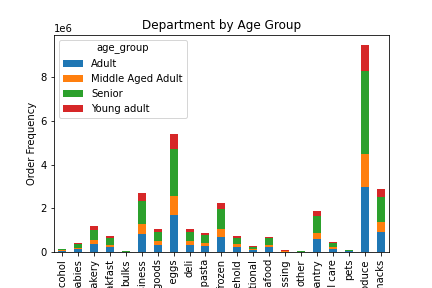 Department by Age Group
1e6
age_group
Adult
Middle Aged Adult
Senior
Young adult
Order Frequency
8
6
4
2
0
cohol
abies
akery
akfast
bulks
iness
goods
eggs
deli
pasta
rozen
ehold
tional
afood
ssing
other
antry
l care
pets
oduce
nacks